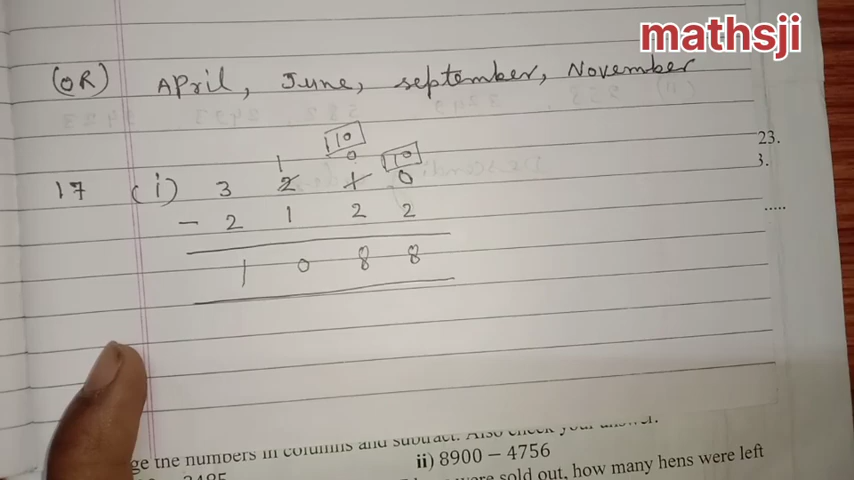 mathsji
(OR) April, June, september, November
23.
3.
110
1 0 110
17 (i) 3 2 1 0
- 2 1 2 2
.....
1 0 8 8
ge the numbers in columns and subtract. Also check your answer.
ii) 8900 – 4756
were sold out, how many hens were left